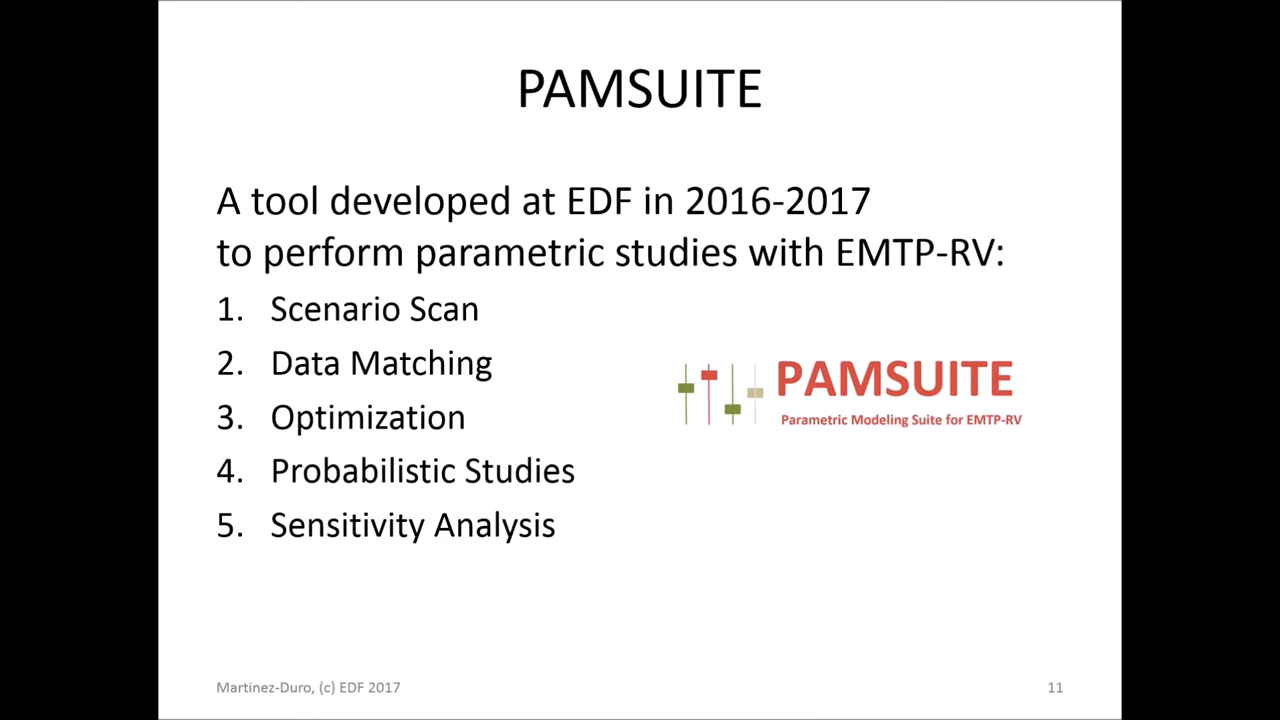 PAMSUITE
A tool developed at EDF in 2016-2017
to perform parametric studies with EMTP-RV:
1. Scenario Scan
2. Data Matching
3. Optimization
4. Probabilistic Studies
5. Sensitivity Analysis
PAMSUITE
Parametric Modeling Suite for EMTP-RV
Martinez-Duro, (c) EDF 2017
11